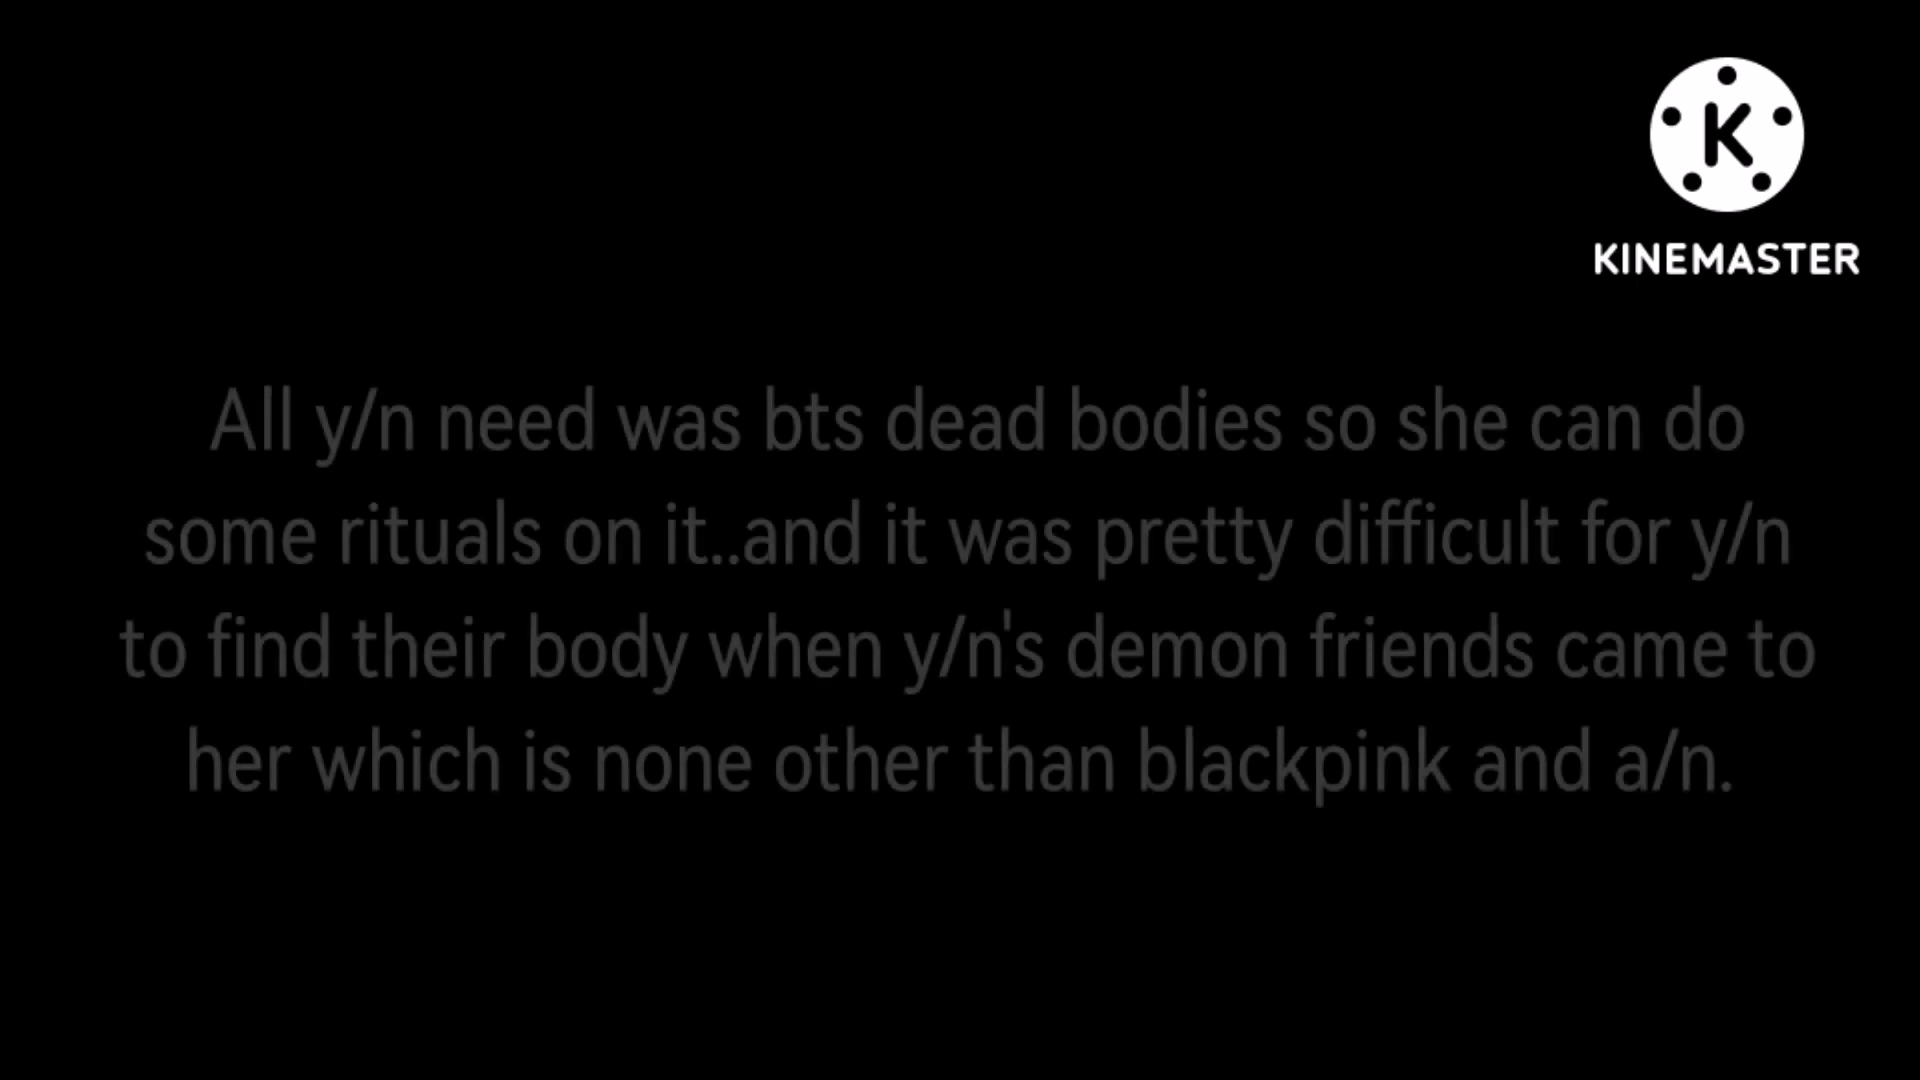 K
KINEMASTER
All y/n need was bts dead bodies so she can do
some rituals on it..and it was pretty difficult for y/n
to find their body when y/n's demon friends came to
her which is none other than blackpink and a/n.